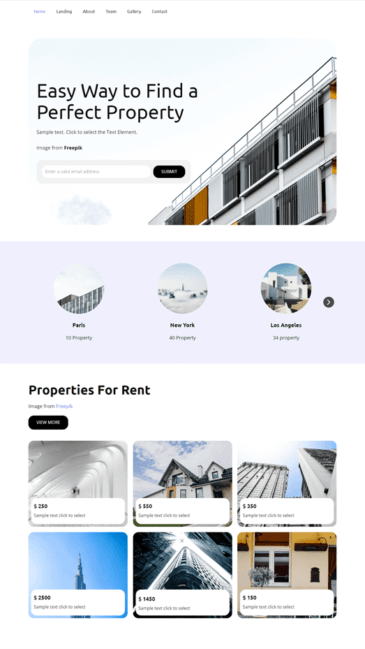 Home Landing About Team Gallery Contact
Easy Way to Find a
Perfect Property
Sample text. Click to select the Text Element.
Image from Freepik
Enter a valid email address SUBMIT
Paris New York Los Angeles
10 Property 40 Property 34 property
Properties For Rent
Image from Freepik
VIEW MORE
$ 250 $ 550 $ 350
Sample text click to select Sample text click to select Sample text click to select
$ 2500 $ 1450 $ 150
Sample text click to select Sample text click to select Sample text click to select